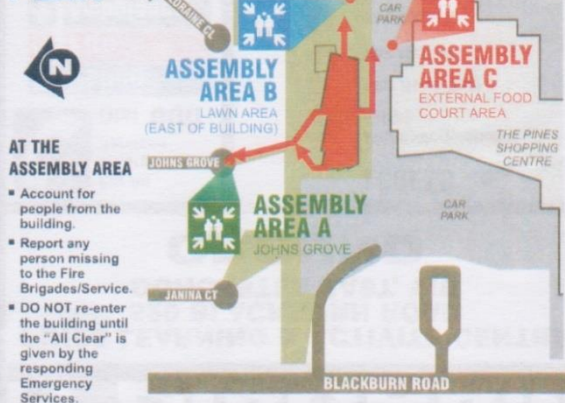 LORAINE CL
CAR
PARK
N
ASSEMBLY
AREA B
LAWN AREA
(EAST OF BUILDING)
ASSEMBLY
AREA C
EXTERNAL FOOD
COURT AREA
THE PINES
SHOPPING
CENTRE
AT THE
ASSEMBLY AREA
▪ Account for
people from the
building.
▪ Report any
person missing
to the Fire
Brigades/Service.
▪ DO NOT re-enter
the building until
the “All Clear” is
given by the
responding
Emergency
Services.
JOHNS GROVE
ASSEMBLY
AREA A
JOHNS GROVE
CAR
PARK
JANINA CT
BLACKBURN ROAD